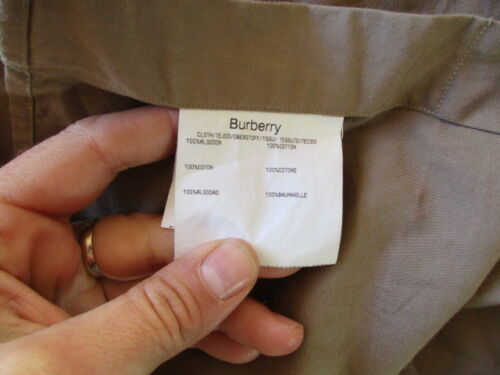 Burberry
CLOTH/TEJIDO/OBERSTOFF/TISSU/TESSUTO/TECIDO
100%ALGODON 100%COTTON
100%COTON 100%COTONE
100%ALGODAO 100%BAUMWOLLE